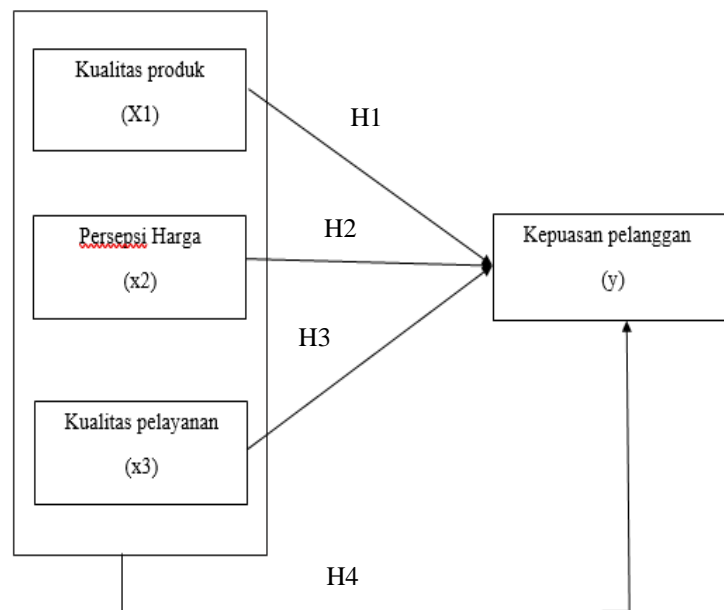 Kualitas produk
(X1)
H1
Persepsi Harga
(x2)
H2
Kepuasan pelanggan
(y)
H3
Kualitas pelayanan
(x3)
H4